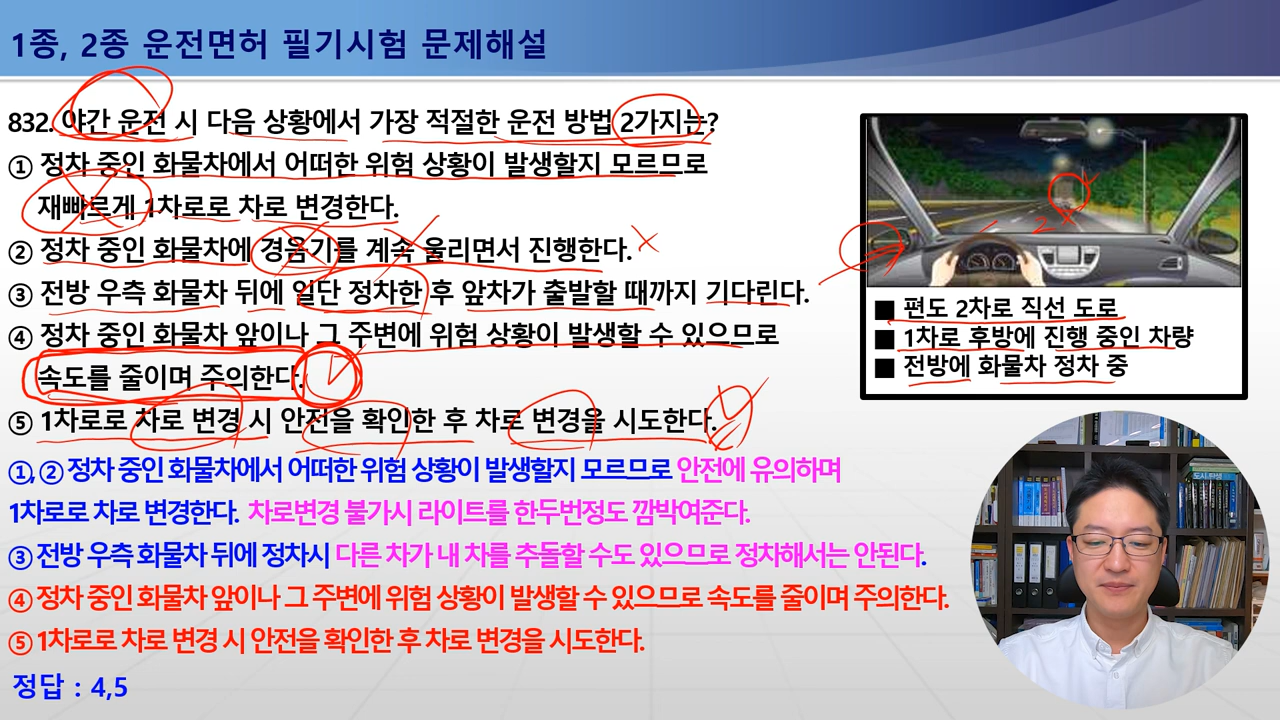 1종, 2종 운전면허 필기시험 문제해설
832. 야간 운전 시 다음 상황에서 가장 적절한 운전 방법 2가지는?
① 정차 중인 화물차에서 어떠한 위험 상황이 발생할지 모르므로
재빠르게 1차로로 차로 변경한다.
② 정차 중인 화물차에 경음기를 계속 울리면서 진행한다.
③ 전방 우측 화물차 뒤에 일단 정차한 후 앞차가 출발할 때까지 기다린다.
④ 정차 중인 화물차 앞이나 그 주변에 위험 상황이 발생할 수 있으므로
속도를 줄이며 주의한다.
⑤ 1차로로 차로 변경 시 안전을 확인한 후 차로 변경을 시도한다.
■ 편도 2차로 직선 도로
■ 1차로 후방에 진행 중인 차량
■ 전방에 화물차 정차 중
①, ② 정차 중인 화물차에서 어떠한 위험 상황이 발생할지 모르므로 안전에 유의하며
1차로로 차로 변경한다. 차로변경 불가시 라이트를 한두번정도 깜박여준다.
③ 전방 우측 화물차 뒤에 정차시 다른 차가 내 차를 추돌할 수도 있으므로 정차해서는 안된다.
④ 정차 중인 화물차 앞이나 그 주변에 위험 상황이 발생할 수 있으므로 속도를 줄이며 주의한다.
⑤ 1차로로 차로 변경 시 안전을 확인한 후 차로 변경을 시도한다.
정답 : 4,5